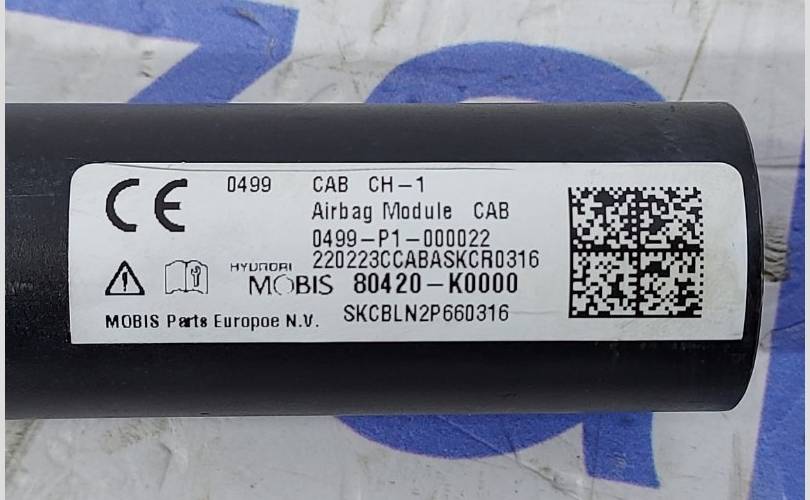 CE 0499 CAB CH-1
Airbag Module CAB
0499-P1-000022
220223CCABASKCR0316
HYUNDAI
MOBIS 80420-K0000
MOBIS Parts Europoe N.V. SKCBLN2P660316